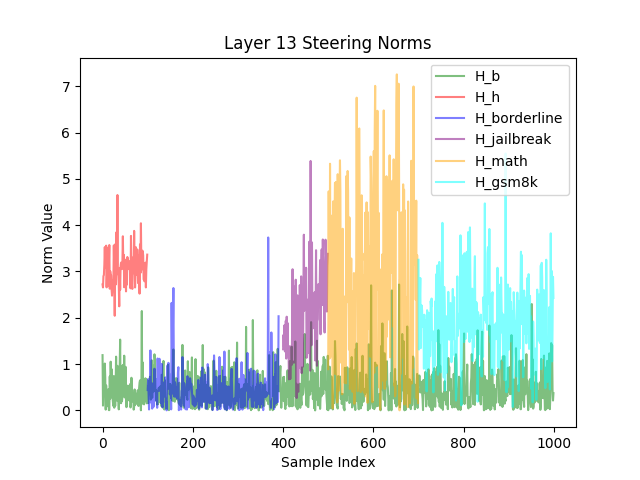 Layer 13 Steering Norms
H_b
H_h
H_borderline
H_jailbreak
H_math
H_gsm8k
Norm Value
7
6
5
4
3
2
1
0
0
200
400
600
800
1000
Sample Index